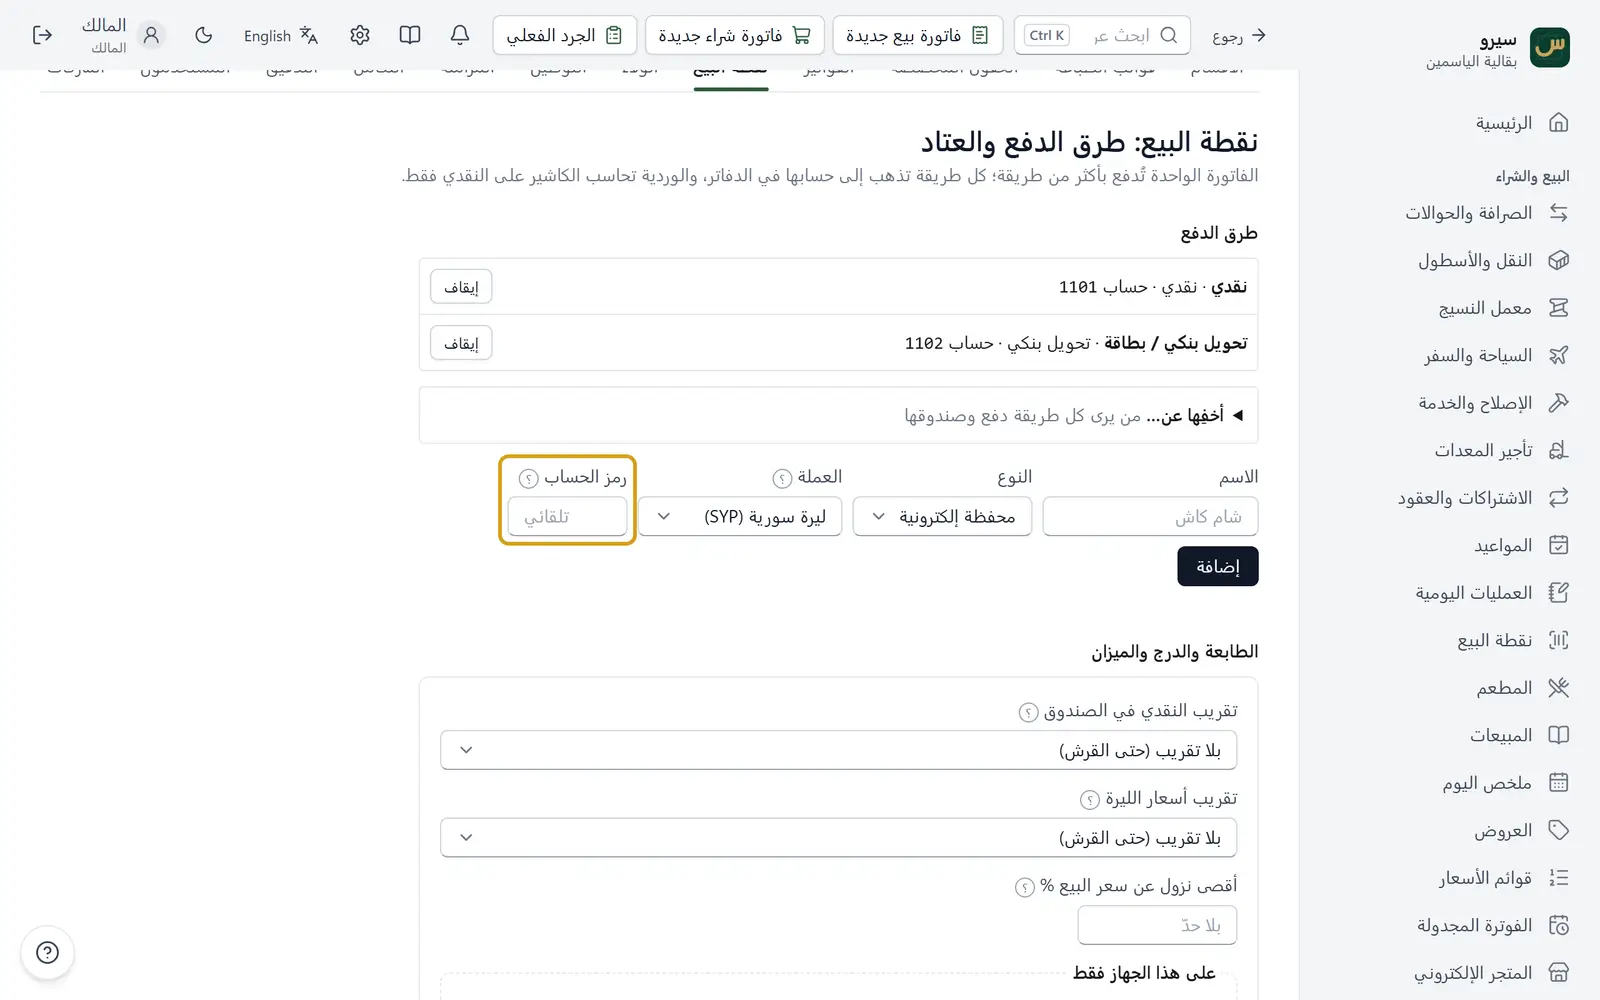 سيرو
بقالية الياسمين
رجوع
ابحث عر
Ctrl K
فاتورة بيع جديدة
فاتورة شراء جديدة
الجرد الفعلي
English
المالك
المالك
الرئيسية
البيع والشراء
الصرافة والحوالات
النقل والأسطول
معمل النسيج
السياحة والسفر
الإصلاح والخدمة
تأجير المعدات
الاشتراكات والعقود
المواعيد
العمليات اليومية
نقطة البيع
المطعم
المبيعات
ملخص اليوم
العروض
قوائم الأسعار
الفوترة المجدولة
المتجر الإلكتروني
نقطة البيع
نقطة البيع: طرق الدفع والعتاد
الفاتورة الواحدة تُدفع بأكثر من طريقة؛ كل طريقة تذهب إلى حسابها في الدفاتر، والوردية تحاسب الكاشير على النقدي فقط.
طرق الدفع
نقدي · نقدي · حساب 1101
إيقاف
تحويل بنكي / بطاقة · تحويل بنكي · حساب 1102
إيقاف
أخفِها عن... من يرى كل طريقة دفع وصندوقها
الاسم
النوع
العملة ؟
رمز الحساب ؟
شام كاش
محفظة إلكترونية
ليرة سورية (SYP)
تلقائي
إضافة
الطابعة والدرج والميزان
تقريب النقدي في الصندوق ؟
بلا تقريب (حتى القرش)
تقريب أسعار الليرة ؟
بلا تقريب (حتى القرش)
أقصى نزول عن سعر البيع % ؟
بلا حدّ
على هذا الجهاز فقط